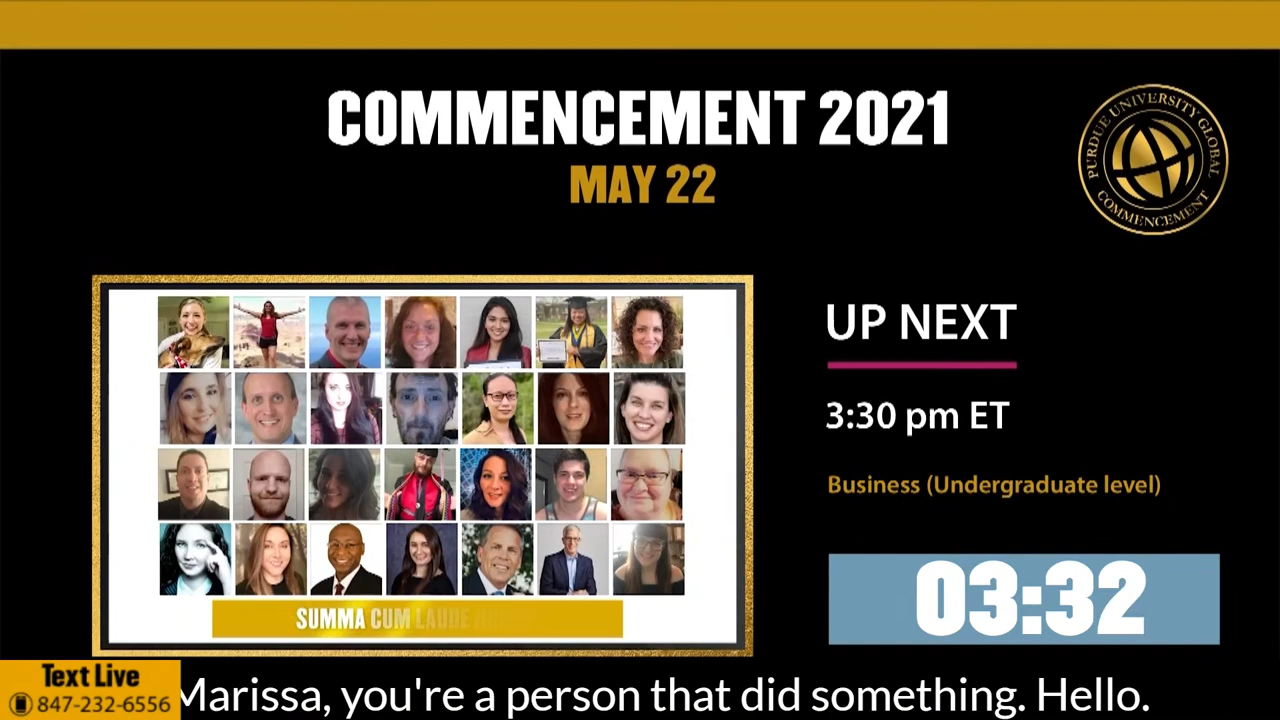 COMMENCEMENT 2021
MAY 22
PURDUE UNIVERSITY GLOBAL
COMMENCEMENT
UP NEXT
3:30 pm ET
Business (Undergraduate level)
03:32
SUMMA CUM LAUDE
Text Live
847-232-6556
Marissa, you're a person that did something. Hello.